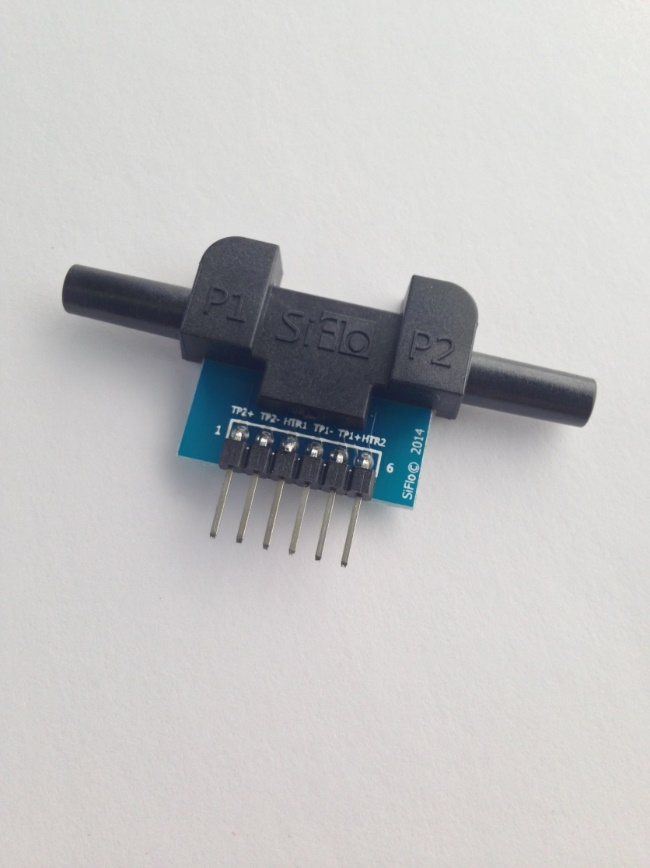 P1
SiFlo
P2
TP2+ TP2- HTR1 TP1- TP1+ HTR2
1
6
SiFlo© 2014